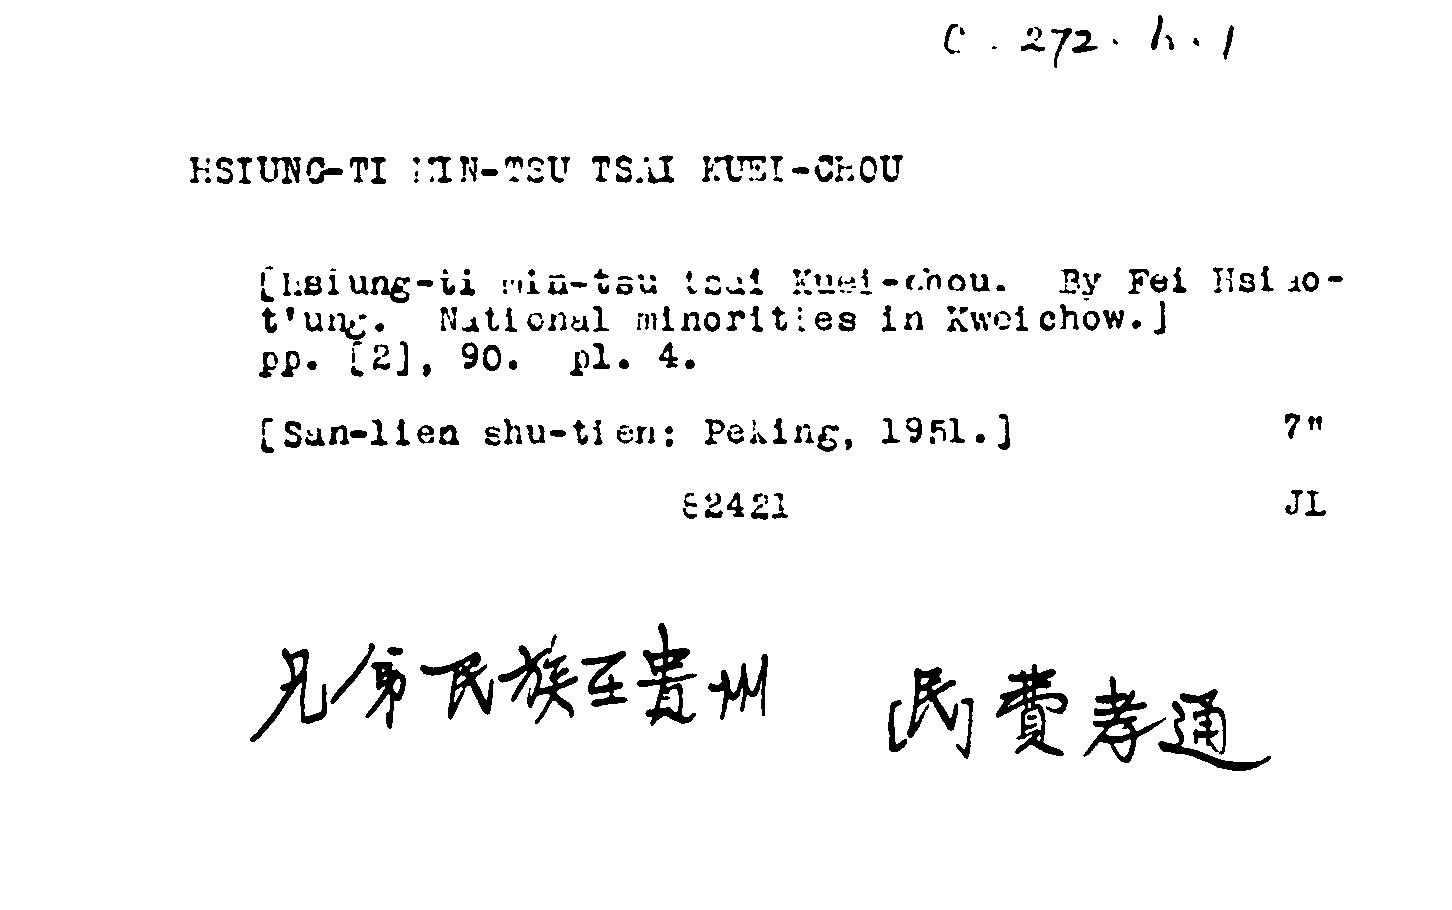 C. 272. h. 1
HSIUNG-TI MIN-TSU TSAI KUEI-CHOU
[Hsiung-ti min-tsu tsai Kuei-chou. By Fei Hsiao-
t'ung. National minorities in Kweichow.]
pp. [2], 90. pl. 4.
[San-lien shu-tien: Peking, 1951.] 7"
82421 JL
兄弟民族在貴州 [民] 費孝通